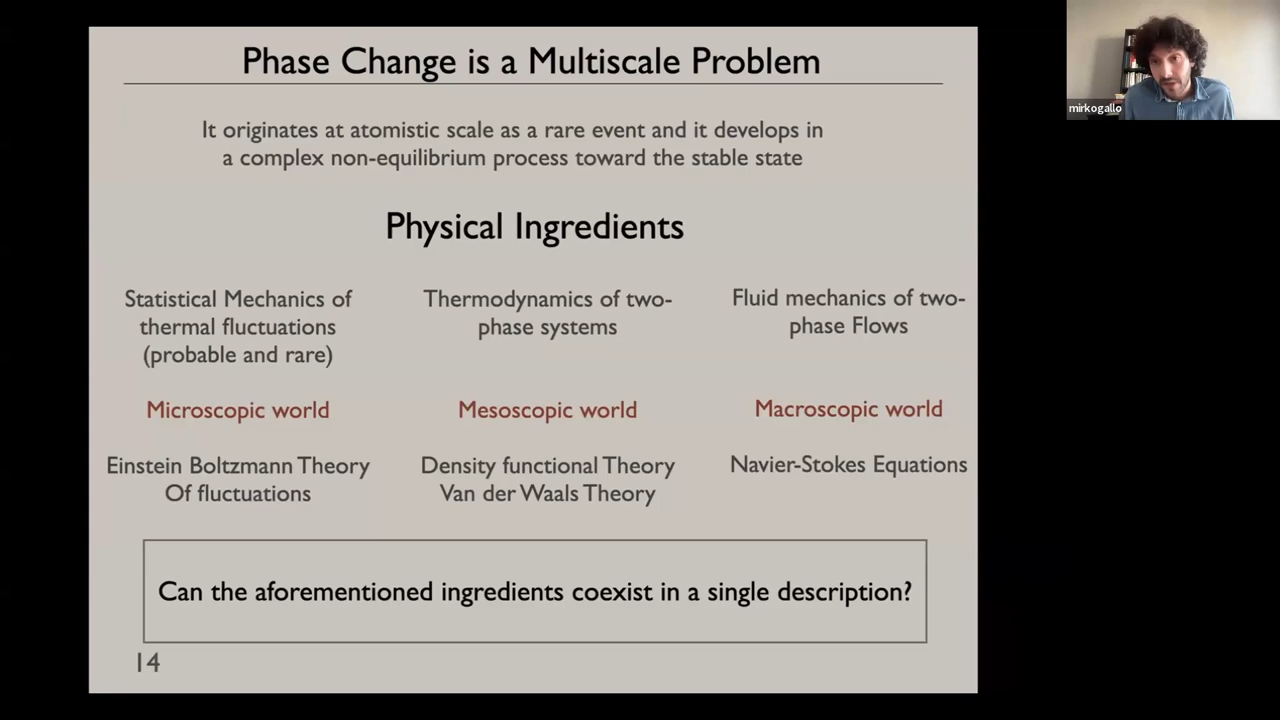 Phase Change is a Multiscale Problem
mirkogallo
It originates at atomistic scale as a rare event and it develops in
a complex non-equilibrium process toward the stable state
Physical Ingredients
Statistical Mechanics of
thermal fluctuations
(probable and rare)
Thermodynamics of two-
phase systems
Fluid mechanics of two-
phase Flows
Microscopic world
Mesoscopic world
Macroscopic world
Einstein Boltzmann Theory
Of fluctuations
Density functional Theory
Van der Waals Theory
Navier-Stokes Equations
Can the aforementioned ingredients coexist in a single description?
14